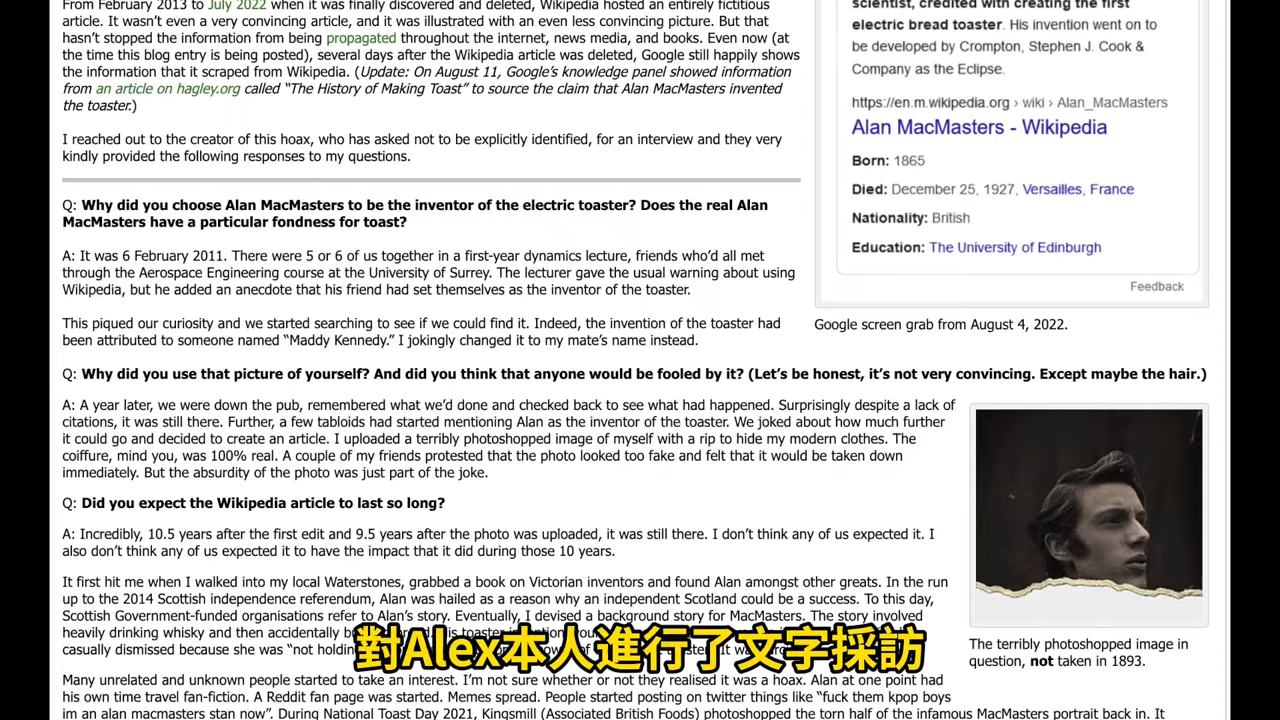 From February 2013 to July 2022 when it was finally discovered and deleted, Wikipedia hosted an entirely fictitious
article. It wasn't even a very convincing article, and it was illustrated with an even less convincing picture. But that
hasn't stopped the information from being propagated throughout the internet, news media, and books. Even now (at
the time this blog entry is being posted), several days after the Wikipedia article was deleted, Google still happily shows
the information that it scraped from Wikipedia. (Update: On August 11, Google's knowledge panel showed information
from an article on hagley.org called "The History of Making Toast" to source the claim that Alan MacMasters invented
the toaster.)
I reached out to the creator of this hoax, who has asked not to be explicitly identified, for an interview and they very
kindly provided the following responses to my questions.
scientist, credited with creating the first
electric bread toaster. His invention went on to
be developed by Crompton, Stephen J. Cook &
Company as the Eclipse.
https://en.m.wikipedia.org › wiki › Alan_MacMasters
Alan MacMasters - Wikipedia
Born: 1865
Died: December 25, 1927, Versailles, France
Nationality: British
Education: The University of Edinburgh
Feedback
Google screen grab from August 4, 2022.
Q: Why did you choose Alan MacMasters to be the inventor of the electric toaster? Does the real Alan
MacMasters have a particular fondness for toast?
A: It was 6 February 2011. There were 5 or 6 of us together in a first-year dynamics lecture, friends who'd all met
through the Aerospace Engineering course at the University of Surrey. The lecturer gave the usual warning about using
Wikipedia, but he added an anecdote that his friend had set themselves as the inventor of the toaster.
This piqued our curiosity and we started searching to see if we could find it. Indeed, the invention of the toaster had
been attributed to someone named "Maddy Kennedy." I jokingly changed it to my mate's name instead.
Q: Why did you use that picture of yourself? And did you think that anyone would be fooled by it? (Let's be honest, it's not very convincing. Except maybe the hair.)
A: A year later, we were down the pub, remembered what we'd done and checked back to see what had happened. Surprisingly despite a lack of
citations, it was still there. Further, a few tabloids had started mentioning Alan as the inventor of the toaster. We joked about how much further
it could go and decided to create an article. I uploaded a terribly photoshopped image of myself with a rip to hide my modern clothes. The
coiffure, mind you, was 100% real. A couple of my friends protested that the photo looked too fake and felt that it would be taken down
immediately. But the absurdity of the photo was just part of the joke.
Q: Did you expect the Wikipedia article to last so long?
A: Incredibly, 10.5 years after the first edit and 9.5 years after the photo was uploaded, it was still there. I don't think any of us expected it. I
also don't think any of us expected it to have the impact that it did during those 10 years.
It first hit me when I walked into my local Waterstones, grabbed a book on Victorian inventors and found Alan amongst other greats. In the run
up to the 2014 Scottish independence referendum, Alan was hailed as a reason why an independent Scotland could be a success. To this day,
Scottish Government-funded organisations refer to Alan's story. Eventually, I devised a background story for MacMasters. The story involved
heavily drinking whisky and then accidentally
casually dismissed because she was "not
The terribly photoshopped image in
question, not taken in 1893.
對Alex本人進行了文字採訪
Many unrelated and unknown people started to take an interest. I'm not sure whether or not they realised it was a hoax. Alan at one point had
his own time travel fan-fiction. A Reddit fan page was started. Memes spread. People started posting on twitter things like "fuck them kpop boys
im an alan macmasters stan now". During National Toast Day 2021, Kingsmill (Associated British Foods) photoshopped the torn half of the infamous MacMasters portrait back in. It